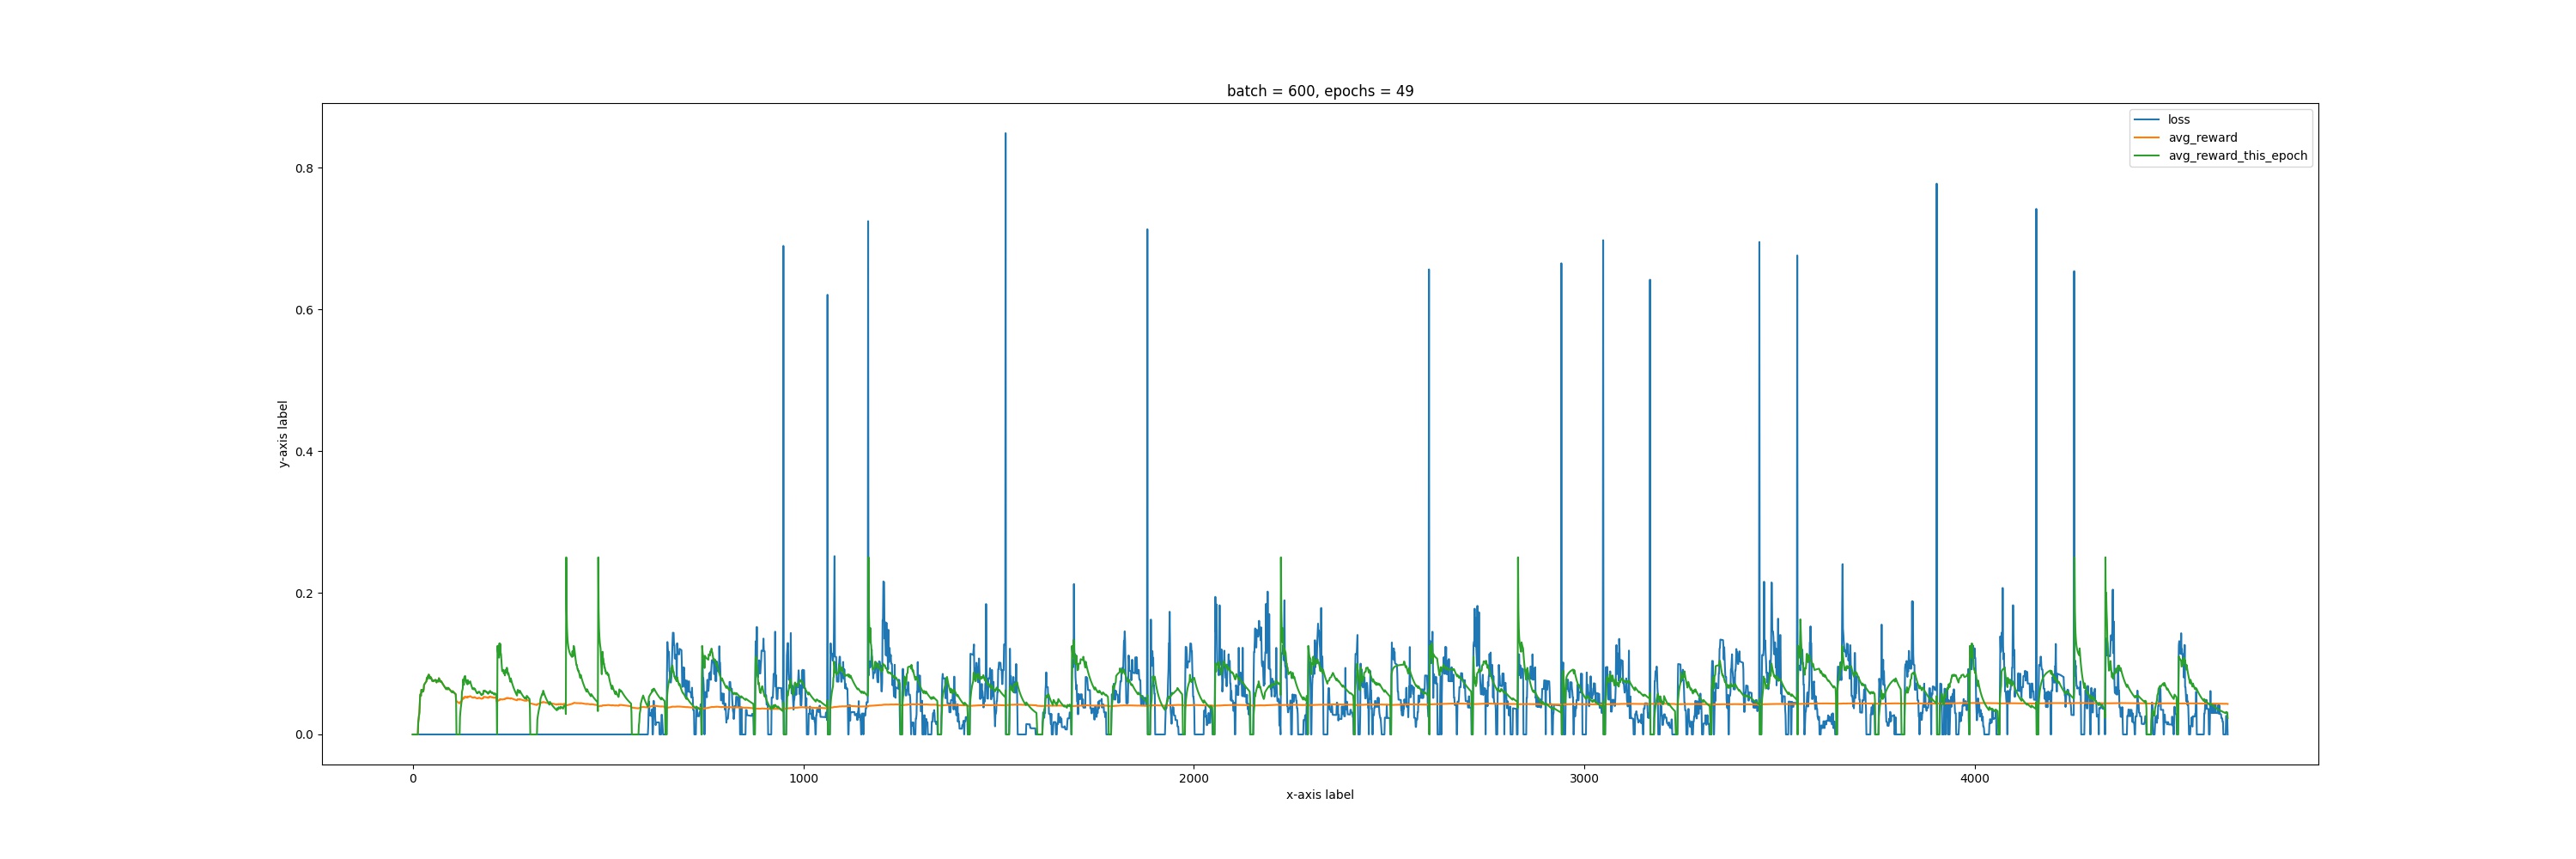 batch = 600, epochs = 49
loss
avg_reward
avg_reward_this_epoch
y-axis label
0.8
0.6
0.4
0.2
0.0
0
1000
2000
3000
4000
x-axis label